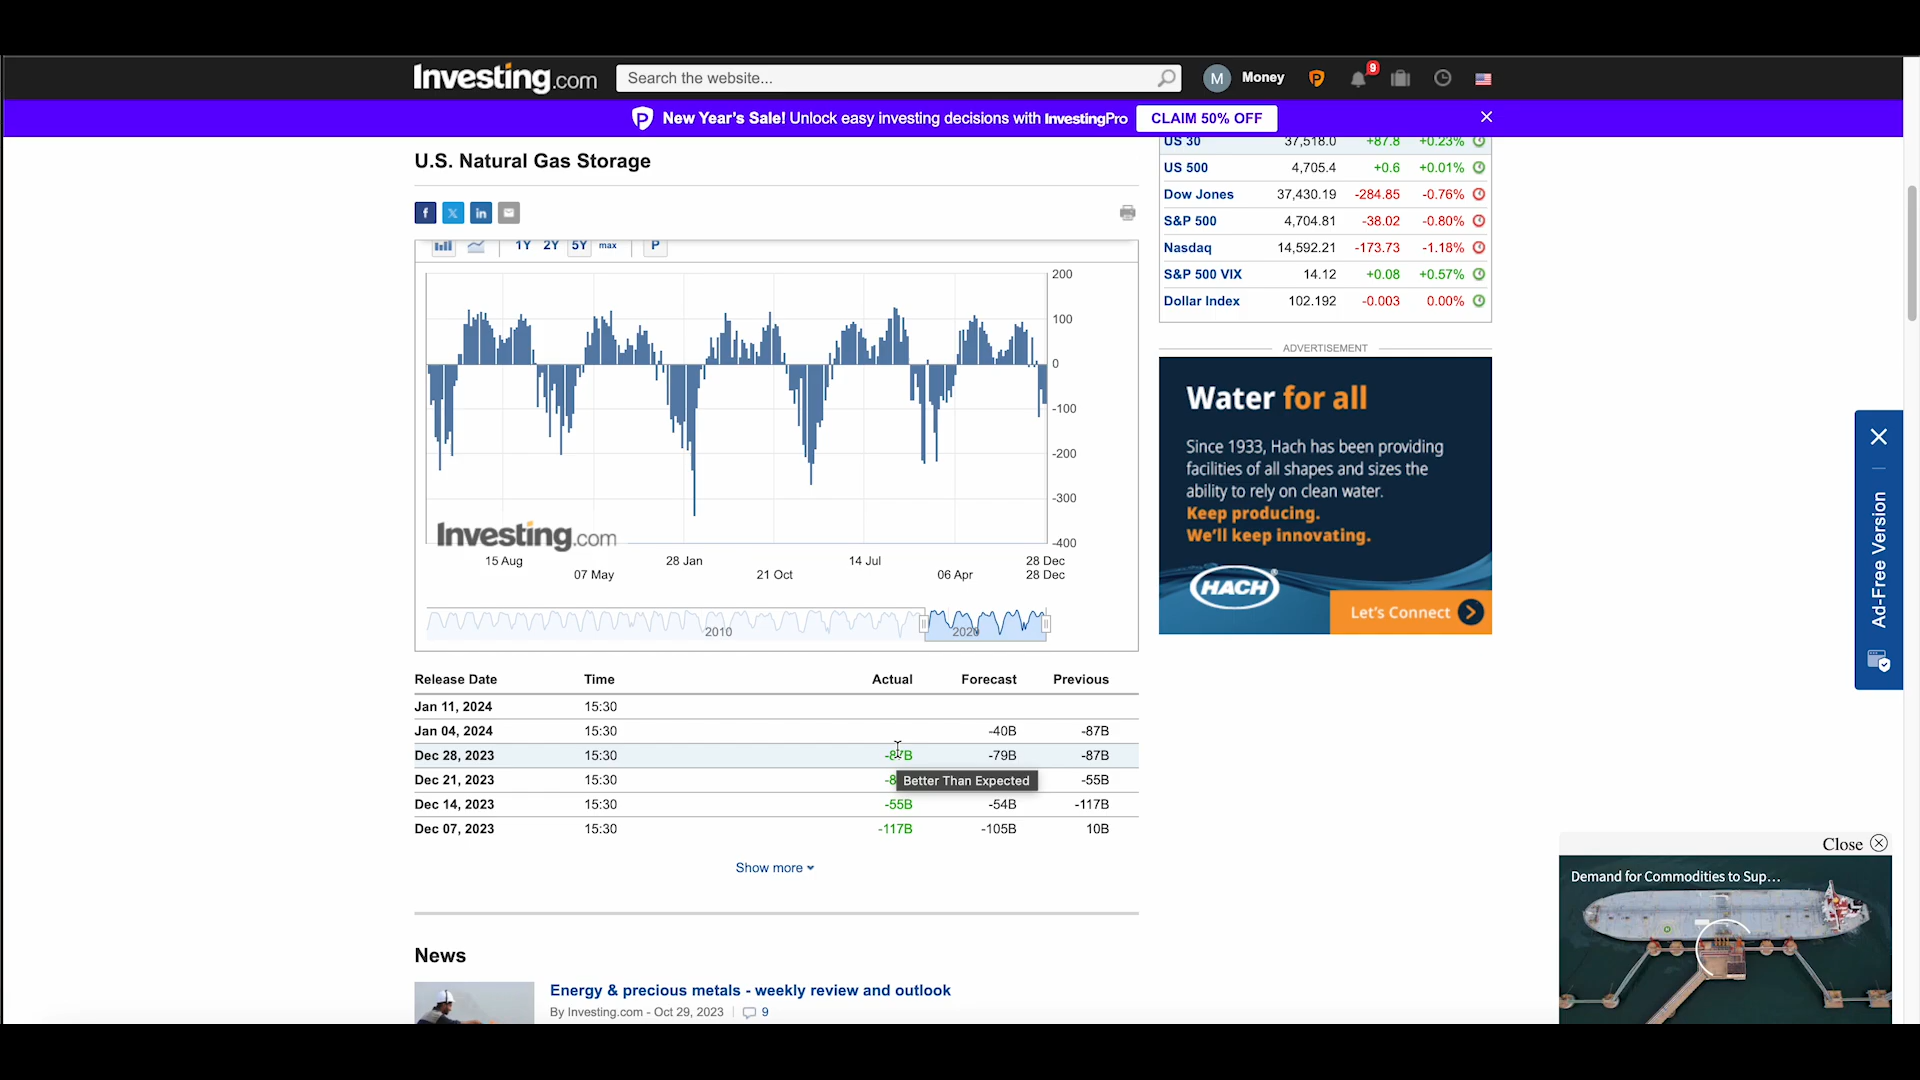 Investing.com
Search the website...
M
Money
9
New Year's Sale! Unlock easy investing decisions with InvestingPro
CLAIM 50% OFF
U.S. Natural Gas Storage
1Y 2Y 5Y max P
200
100
0
-100
-200
-300
-400
Investing.com
15 Aug
07 May
28 Jan
21 Oct
14 Jul
06 Apr
28 Dec
28 Dec
2010
2020
Release Date Time Actual Forecast Previous
Jan 11, 2024 15:30
Jan 04, 2024 15:30 -40B -87B
Dec 28, 2023 15:30 -87B -79B -87B
Dec 21, 2023 15:30 -55B
Better Than Expected
Dec 14, 2023 15:30 -55B -54B -117B
Dec 07, 2023 15:30 -117B -105B 10B
Show more
News
Energy & precious metals - weekly review and outlook
By Investing.com - Oct 29, 2023 9
US 30 37,518.0 +87.8 +0.23%
US 500 4,705.4 +0.6 +0.01%
Dow Jones 37,430.19 -284.85 -0.76%
S&P 500 4,704.81 -38.02 -0.80%
Nasdaq 14,592.21 -173.73 -1.18%
S&P 500 VIX 14.12 +0.08 +0.57%
Dollar Index 102.192 -0.003 0.00%
ADVERTISEMENT
Water for all
Since 1933, Hach has been providing
facilities of all shapes and sizes the
ability to rely on clean water.
Keep producing.
We'll keep innovating.
HACH®
Let's Connect
Ad-Free Version
Close
Demand for Commodities to Sup...